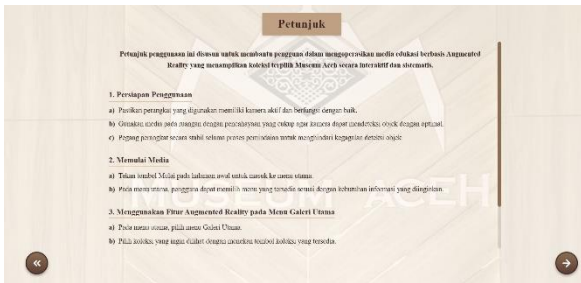 Petunjuk
Petunjuk penggunaan ini disusun untuk membantu pengguna dalam mengoperasikan media edukasi berbasis Augmented
Reality yang menampilkan koleksi terpilih Museum Aceh secara interaktif dan sistematis.
1. Persiapan Penggunaan
a) Pastikan perangkat yang digunakan memiliki kamera aktif dan berfungsi dengan baik.
b) Gunakan media pada ruangan dengan pencahayaan yang cukup agar kamera dapat mendeteksi objek dengan optimal.
c) Pegang perangkat secara stabil selama proses pemindaian untuk menghindari kegagalan deteksi objek
2. Memulai Media
a) Tekan tombol Mulai pada halaman awal untuk masuk ke menu utama.
b) Pada menu utama, pengguna dapat memilih menu yang tersedia sesuai dengan kebutuhan informasi yang diinginkan.
MUSEUM ACEH
3. Menggunakan Fitur Augmented Reality pada Menu Galeri Utama
a) Pada menu utama, pilih menu Galeri Utama.
b) Pilih koleksi yang ingin dilihat dengan menekan tombol koleksi yang tersedia.